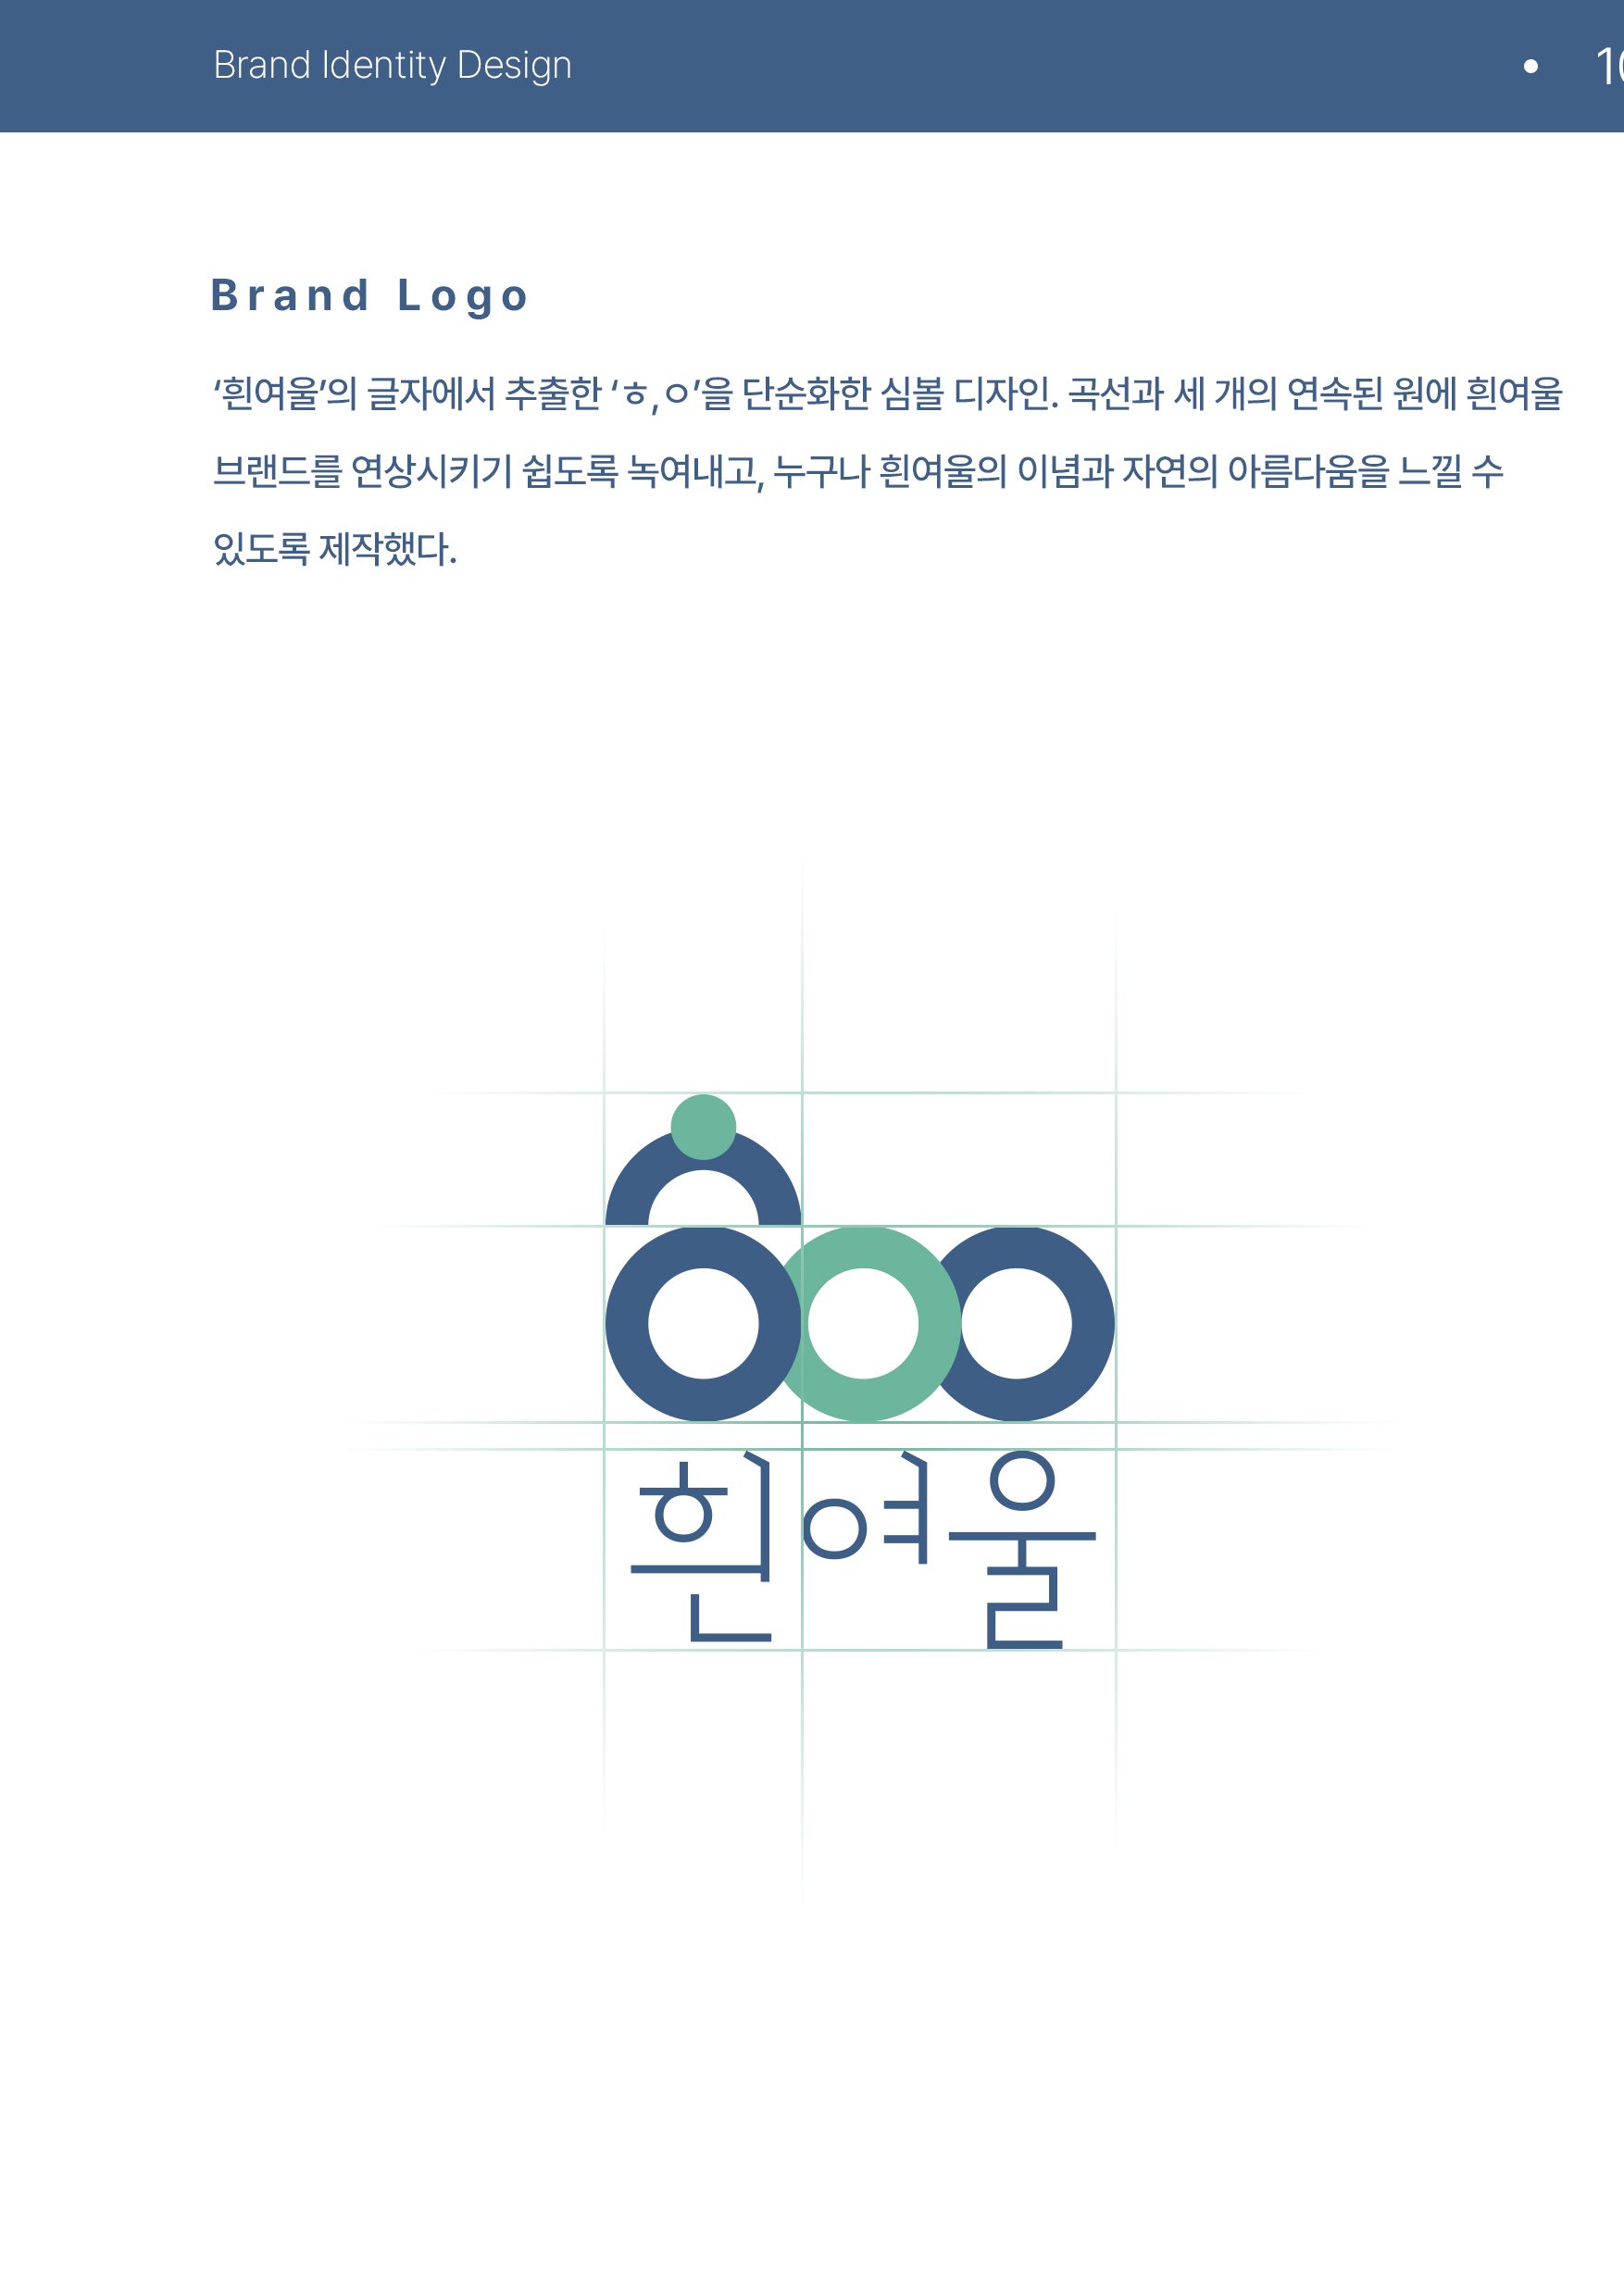 Brand Identity Design
Brand Logo
‘흰여울’의 글자에서 추출한 ‘ㅎ,ㅇ’을 단순화한 심볼 디자인. 곡선과 세 개의 연속된 원에 흰여울
브랜드를 연상시키기 쉽도록 녹여내고, 누구나 흰여울의 이념과 자연의 아름다움을 느낄 수
있도록 제작했다.
흰여울